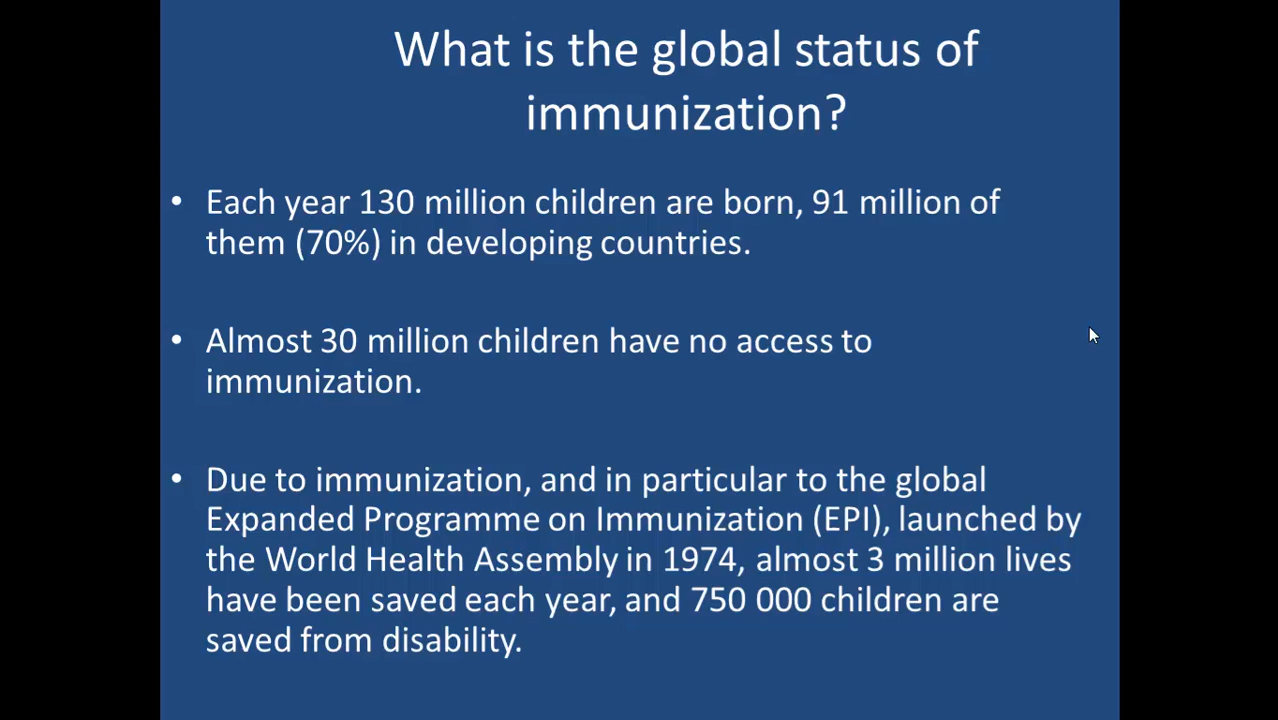 What is the global status of
immunization?
• Each year 130 million children are born, 91 million of
them (70%) in developing countries.
• Almost 30 million children have no access to
immunization.
• Due to immunization, and in particular to the global
Expanded Programme on Immunization (EPI), launched by
the World Health Assembly in 1974, almost 3 million lives
have been saved each year, and 750 000 children are
saved from disability.